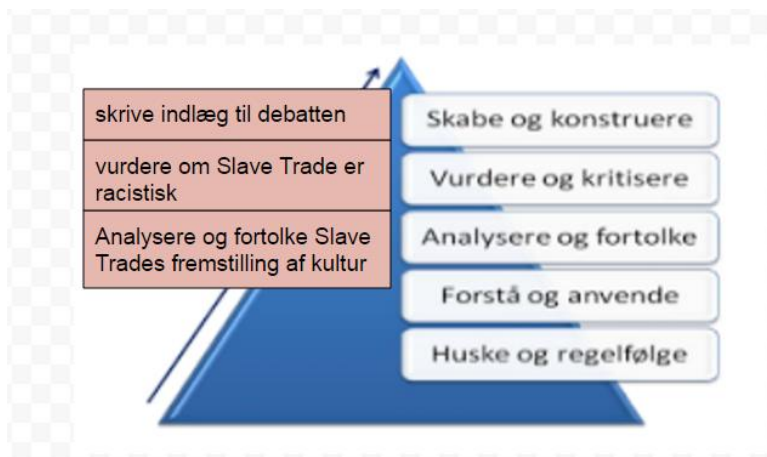 skrive indlæg til debatten
Skabe og konstruere
vurdere om Slave Trade er
racistisk
Vurdere og kritisere
Analysere og fortolke Slave
Trades fremstilling af kultur
Analysere og fortolke
Forstå og anvende
Huske og regelfølge